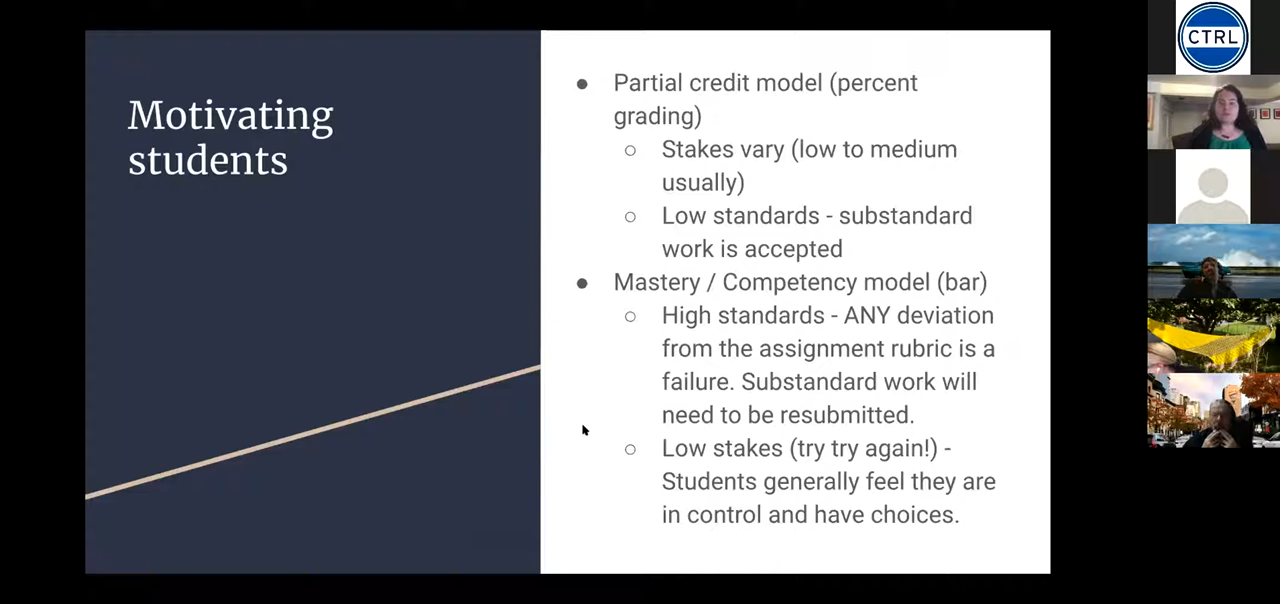 Motivating
students
● Partial credit model (percent
grading)
○ Stakes vary (low to medium
usually)
○ Low standards - substandard
work is accepted
● Mastery / Competency model (bar)
○ High standards - ANY deviation
from the assignment rubric is a
failure. Substandard work will
need to be resubmitted.
○ Low stakes (try try again!) -
Students generally feel they are
in control and have choices.
CTRL